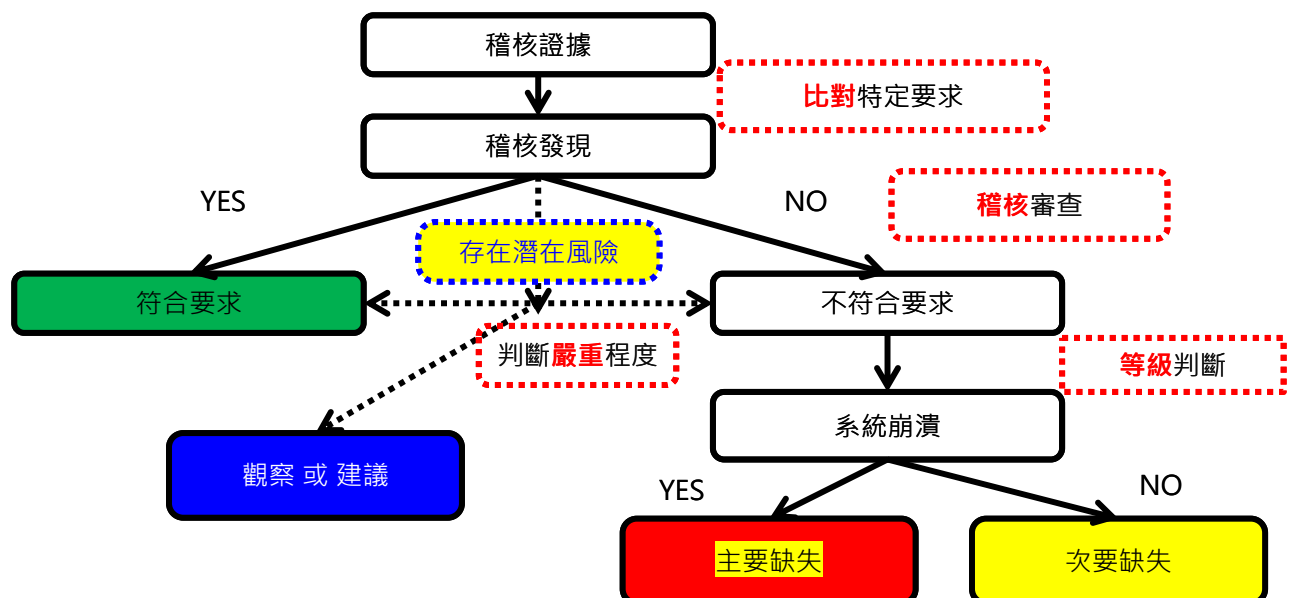 稽核證據
比對特定要求
稽核發現
YES
NO
稽核審查
存在潛在風險
符合要求
不符合要求
判斷嚴重程度
等級判斷
系統崩潰
觀察 或 建議
YES
NO
主要缺失
次要缺失